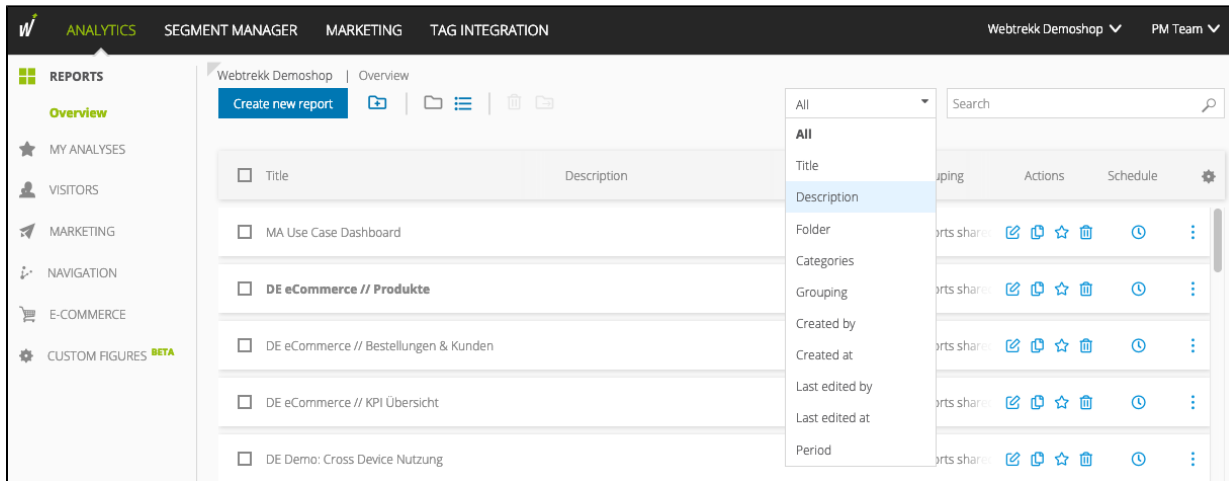 ANALYTICS SEGMENT MANAGER MARKETING TAG INTEGRATION Webtrekk Demoshop PM Team
REPORTS
Overview
MY ANALYSES
VISITORS
MARKETING
NAVIGATION
E-COMMERCE
CUSTOM FIGURES BETA
Webtrekk Demoshop | Overview
Create new report
All
Search
All
Title
Description
Folder
Categories
Grouping
Created by
Created at
Last edited by
Last edited at
Period
Title Description Actions Schedule
MA Use Case Dashboard
DE eCommerce // Produkte
DE eCommerce // Bestellungen & Kunden
DE eCommerce // KPI Übersicht
DE Demo: Cross Device Nutzung